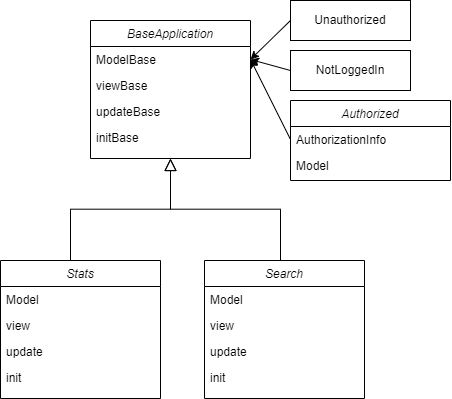 BaseApplication
ModelBase
viewBase
updateBase
initBase
Unauthorized
NotLoggedIn
Authorized
AuthorizationInfo
Model
Stats
Model
view
update
init
Search
Model
view
update
init